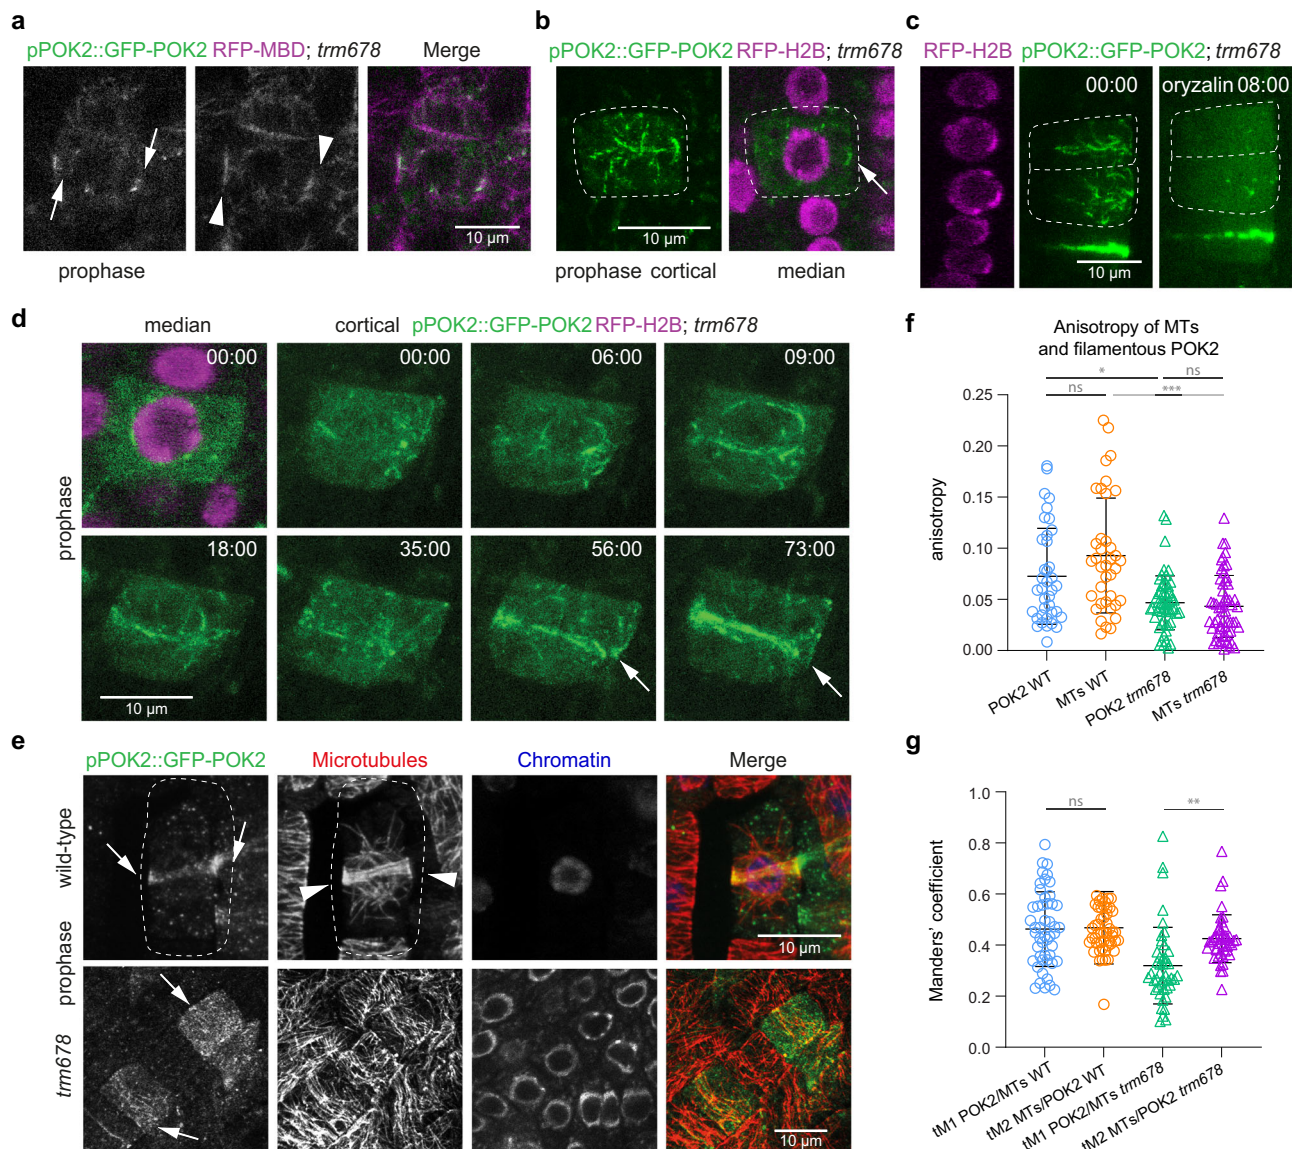 a
pPOK2::GFP-POK2 RFP-MBD; trm678 Merge
10 µm
prophase
b
pPOK2::GFP-POK2 RFP-H2B; trm678
10 µm
prophase cortical median
c
RFP-H2B pPOK2::GFP-POK2; trm678
00:00 oryzalin 08:00
10 µm
d
median cortical pPOK2::GFP-POK2 RFP-H2B; trm678
prophase
00:00 00:00 06:00 09:00
18:00 35:00 56:00 73:00
10 µm
e
pPOK2::GFP-POK2 Microtubules Chromatin Merge
prophase
wild-type
10 µm
trm678
10 µm
f
Anisotropy of MTs
and filamentous POK2
* ns
ns ***
anisotropy
0.25
0.20
0.15
0.10
0.05
0.00
POK2 WT
MTs WT
POK2 trm678
MTs trm678
g
ns **
Manders' coefficient
1.0
0.8
0.6
0.4
0.2
0.0
tM1 POK2/MTs WT
tM2 MTs/POK2 WT
tM1 POK2/MTs trm678
tM2 MTs/POK2 trm678